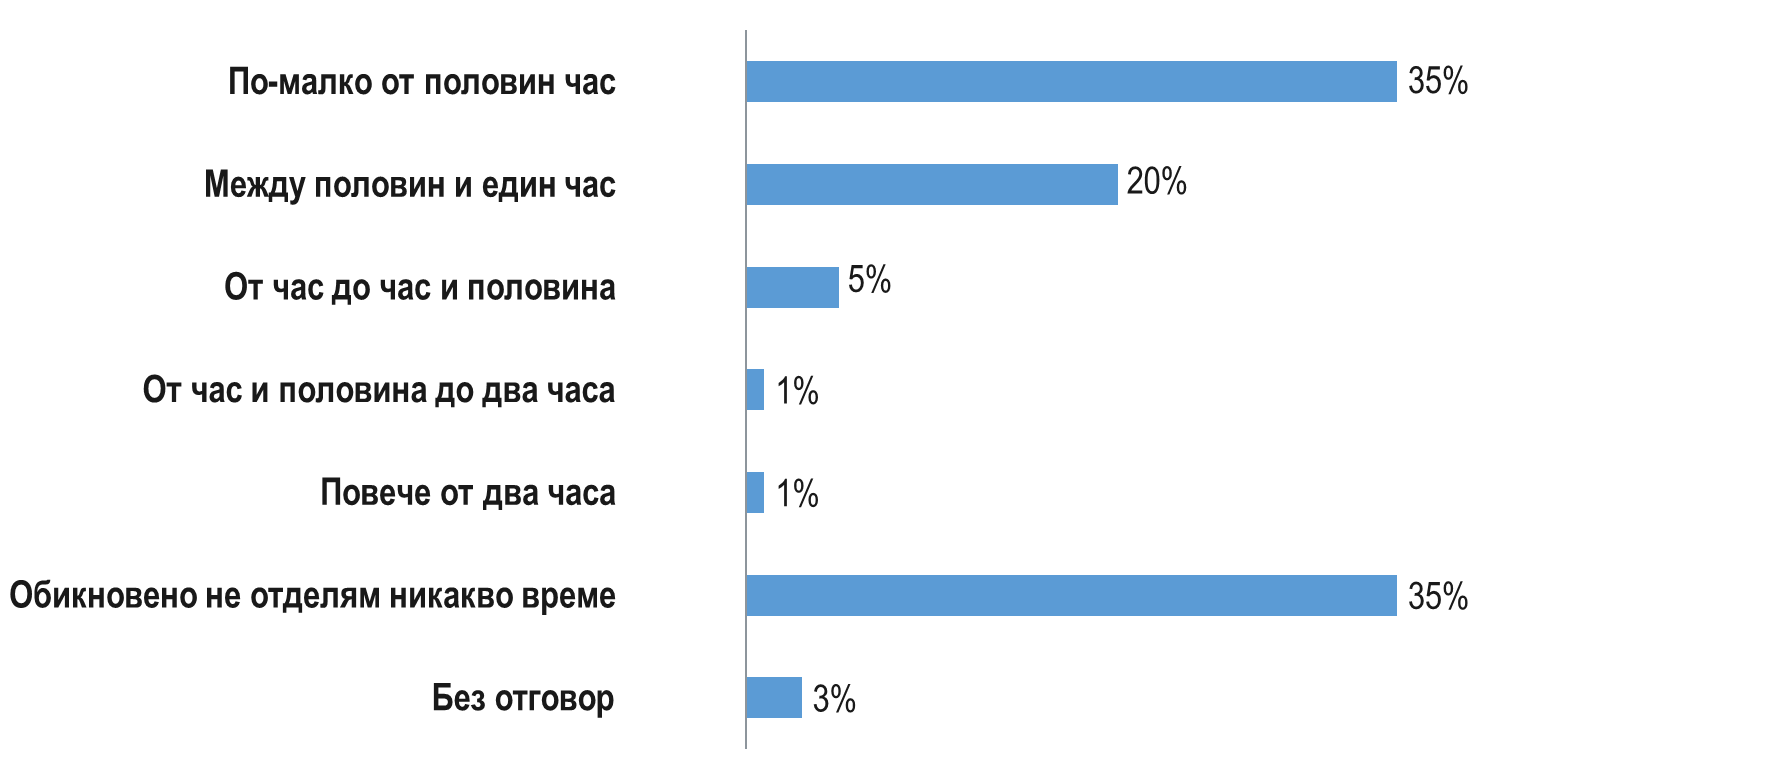 По-малко от половин час 35%
Между половин и един час 20%
От час до час и половина 5%
От час и половина до два часа 1%
Повече от два часа 1%
Обикновено не отделям никакво време 35%
Без отговор 3%